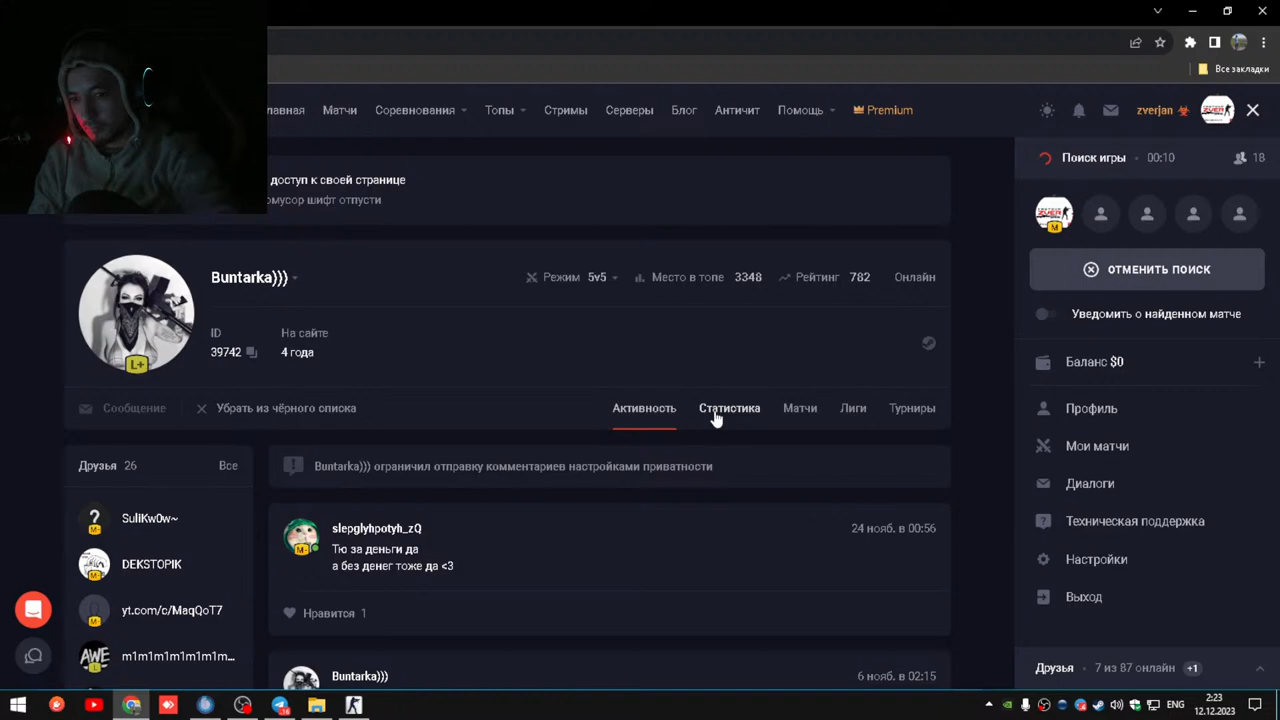 Все закладки
лавная
Матчи
Соревнования
Топы
Стримы
Серверы
Блог
Античит
Помощь
Premium
zverjan
доступ к своей странице
омусор шифт отпусти
Поиск игры 00:10
18
ОТМЕНИТЬ ПОИСК
Уведомить о найденном матче
Баланс $0
Профиль
Мои матчи
Диалоги
Техническая поддержка
Настройки
Выход
Друзья 7 из 87 онлайн +1
Buntarka)))
Режим 5v5
Место в топе 3348
Рейтинг 782
Онлайн
ID
39742
На сайте
4 года
L+
Сообщение
Убрать из чёрного списка
Активность
Статистика
Матчи
Лиги
Турниры
Друзья 26
Все
SuliKw0w~
DEKSTOPIK
yt.com/c/MaqQoT7
m1m1m1m1m1m...
Buntarka))) ограничил отправку комментариев настройками приватности
slepglyhpotyh_zQ
24 нояб. в 00:56
Тю за деньги да
а без денег тоже да <3
Нравится 1
Buntarka)))
6 нояб. в 02:15
ENG
2:23
12.12.2023